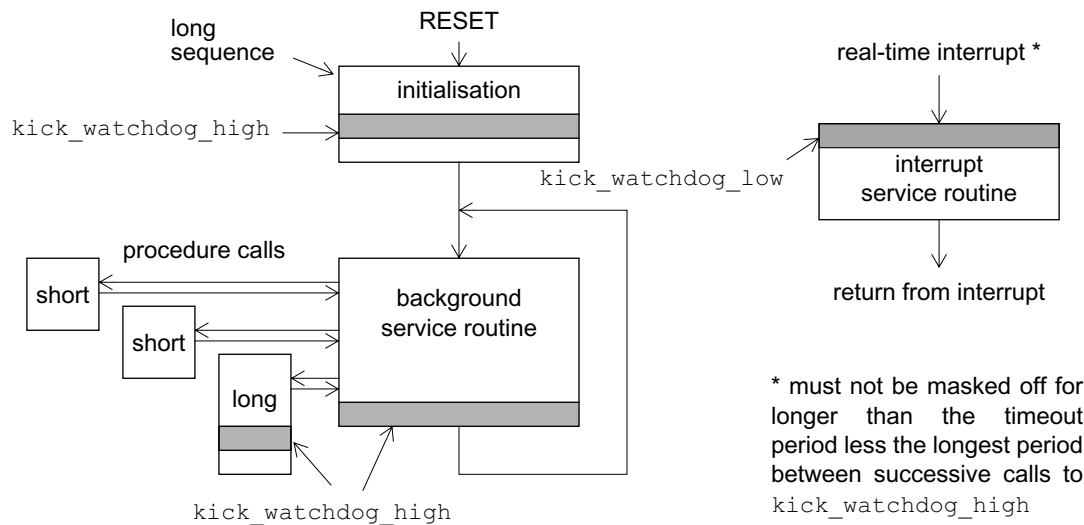 long
sequence
RESET
initialisation
kick_watchdog_high
real-time interrupt *
kick_watchdog_low
interrupt
service routine
return from interrupt
procedure calls
short
short
long
background
service routine
kick_watchdog_high
* must not be masked off for
longer than the timeout
period less the longest period
between successive calls to
kick_watchdog_high